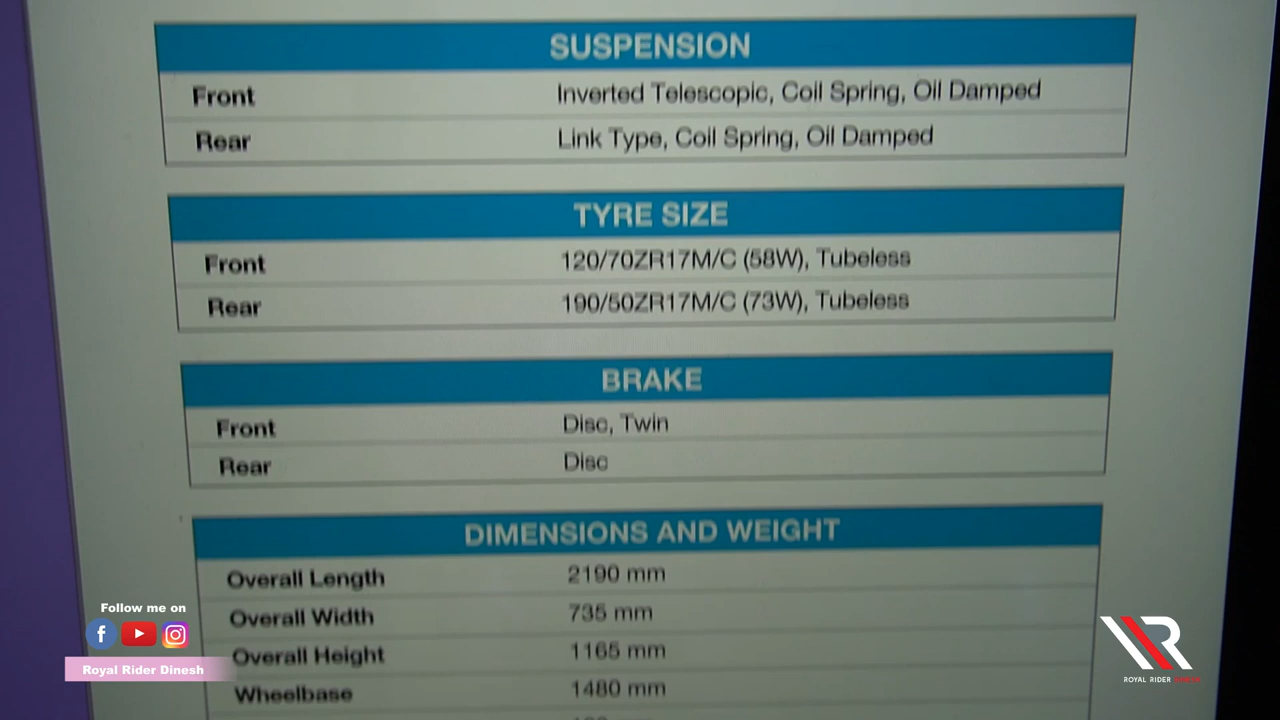 SUSPENSION
Front Inverted Telescopic, Coil Spring, Oil Damped
Rear Link Type, Coil Spring, Oil Damped
TYRE SIZE
Front 120/70ZR17M/C (58W), Tubeless
Rear 190/50ZR17M/C (73W), Tubeless
BRAKE
Front Disc, Twin
Rear Disc
DIMENSIONS AND WEIGHT
Overall Length 2190 mm
Overall Width 735 mm
Overall Height 1165 mm
Wheelbase 1480 mm
Follow me on
Royal Rider Dinesh
ROYAL RIDER DINESH